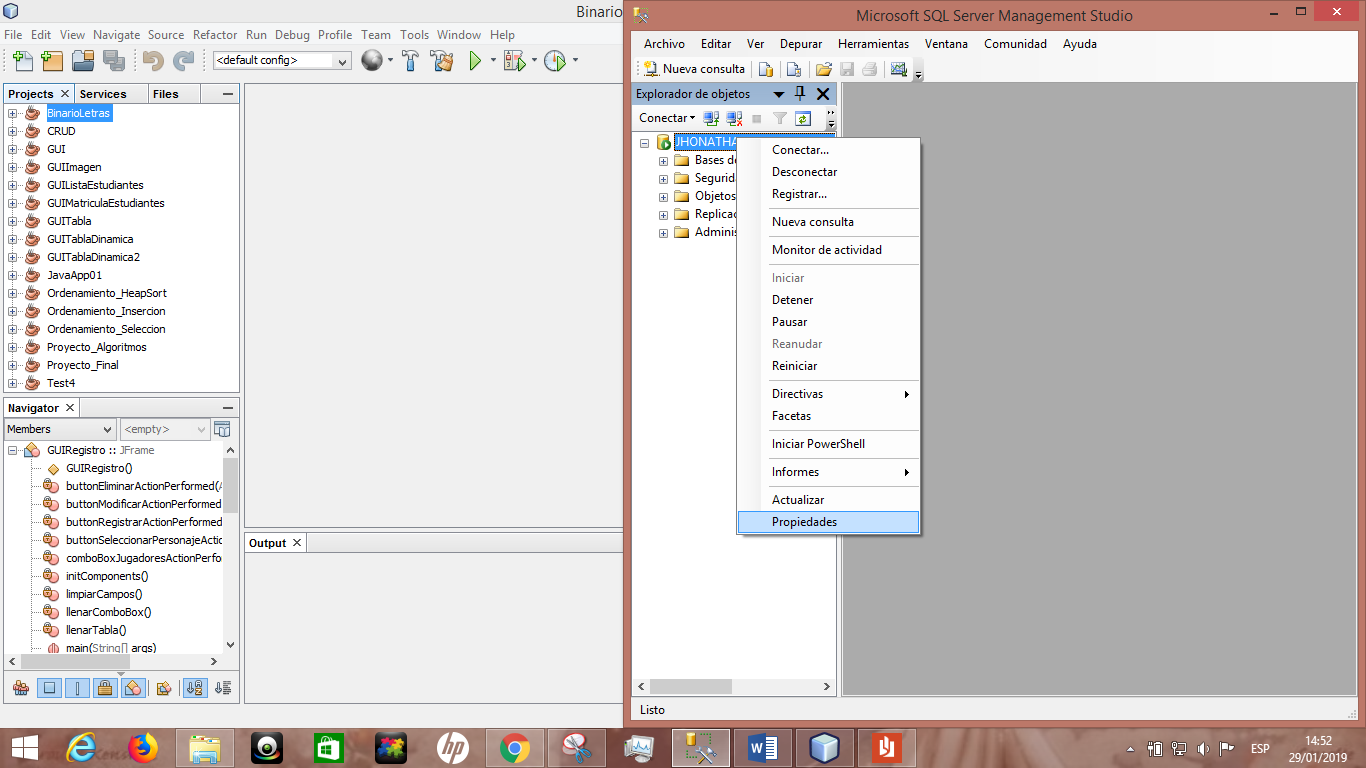 Binario
File Edit View Navigate Source Refactor Run Debug Profile Team Tools Window Help
<default config>
Projects Services Files
BinarioLetras
CRUD
GUI
GUIImagen
GUIListaEstudiantes
GUIMatriculaEstudiantes
GUITabla
GUITablaDinamica
GUITablaDinamica2
JavaApp01
Ordenamiento_HeapSort
Ordenamiento_Insercion
Ordenamiento_Seleccion
Proyecto_Algoritmos
Proyecto_Final
Test4
Navigator
Members <empty>
GUIRegistro :: JFrame
GUIRegistro()
buttonEliminarActionPerformed(
buttonModificarActionPerformed
buttonRegistrarActionPerformed
buttonSeleccionarPersonajeActic
comboBoxJugadoresActionPerfo
initComponents()
limpiarCampos()
llenarComboBox()
llenarTabla()
main(String[] args)
Output
Microsoft SQL Server Management Studio
Archivo Editar Ver Depurar Herramientas Ventana Comunidad Ayuda
Nueva consulta
Explorador de objetos
Conectar
JHONATHA
Bases de
Segurida
Objetos
Replicac
Adminis
Conectar...
Desconectar
Registrar...
Nueva consulta
Monitor de actividad
Iniciar
Detener
Pausar
Reanudar
Reiniciar
Directivas
Facetas
Iniciar PowerShell
Informes
Actualizar
Propiedades
Listo
hp
ESP
14:52
29/01/2019